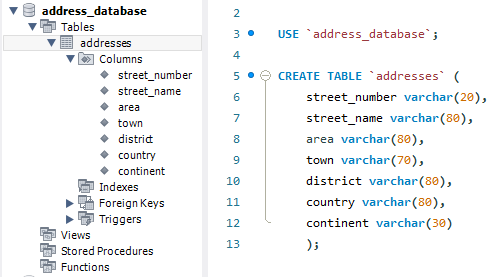 address_database
Tables
addresses
Columns
street_number
street_name
area
town
district
country
continent
Indexes
Foreign Keys
Triggers
Views
Stored Procedures
Functions
2
3 USE `address_database`;
4
5 CREATE TABLE `addresses` (
6 street_number varchar(20),
7 street_name varchar(80),
8 area varchar(80),
9 town varchar(70),
10 district varchar(80),
11 country varchar(80),
12 continent varchar(30)
13 );